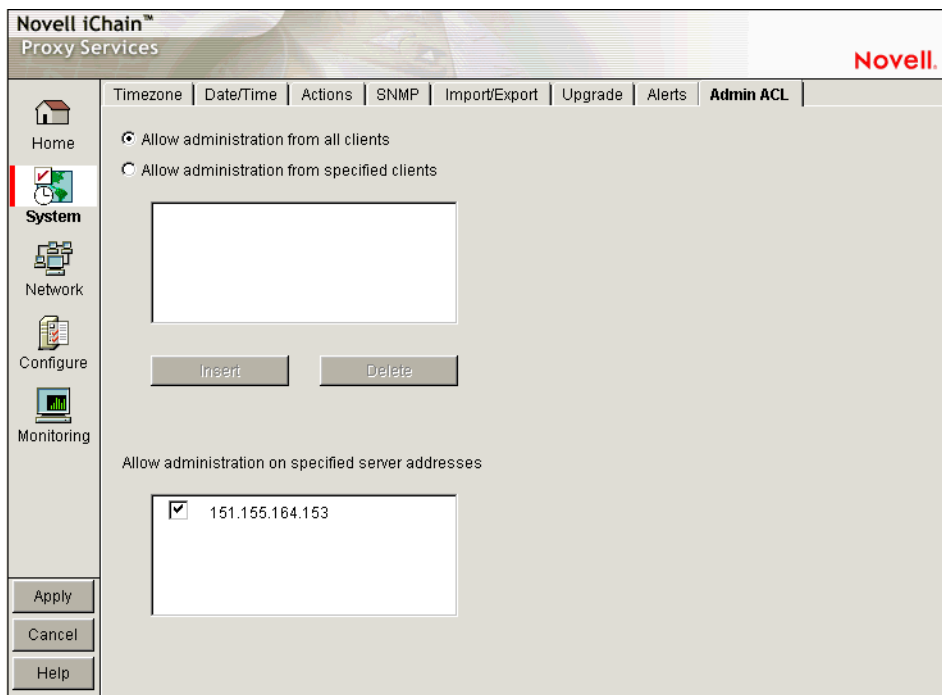 Novell iChain™
Proxy Services
Novell.
Timezone Date/Time Actions SNMP Import/Export Upgrade Alerts Admin ACL
Home
System
Network
Configure
Monitoring
Allow administration from all clients
Allow administration from specified clients
Insert Delete
Allow administration on specified server addresses
151.155.164.153
Apply
Cancel
Help